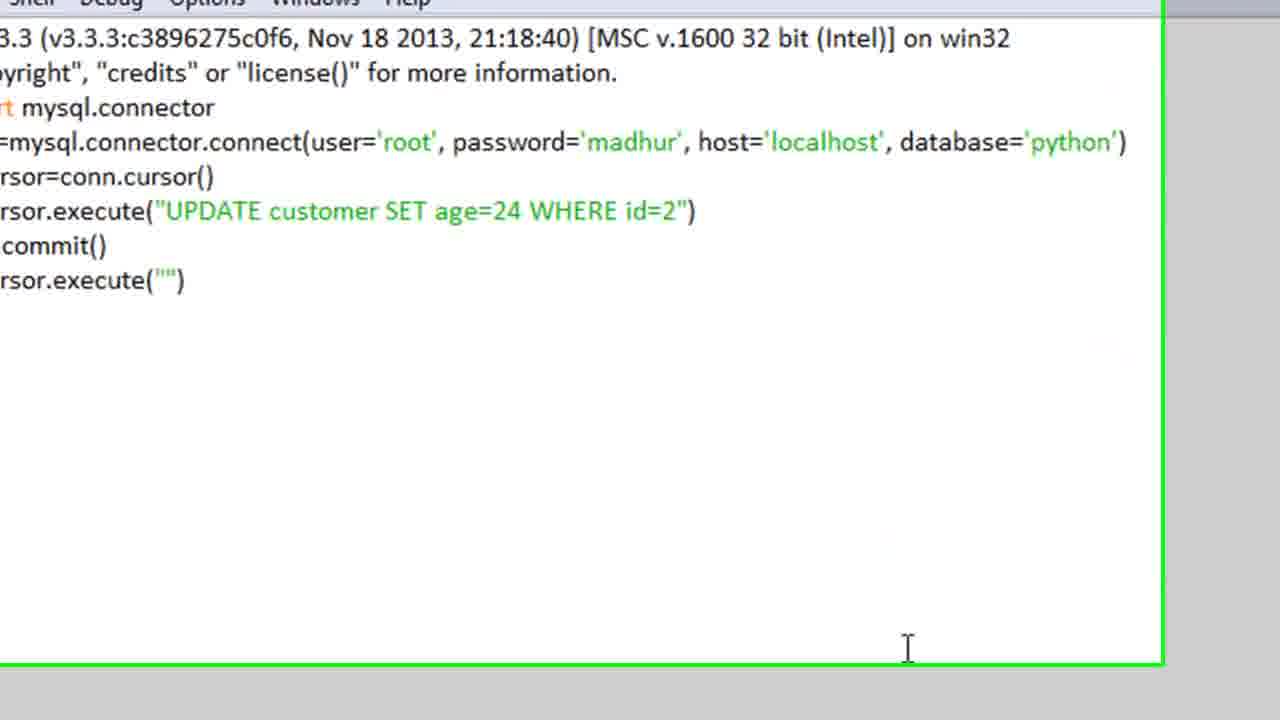 Shell Debug Options Windows Help
3.3 (v3.3.3:c3896275c0f6, Nov 18 2013, 21:18:40) [MSC v.1600 32 bit (Intel)] on win32
yright", "credits" or "license()" for more information.
rt mysql.connector
=mysql.connector.connect(user='root', password='madhur', host='localhost', database='python')
rsor=conn.cursor()
rsor.execute("UPDATE customer SET age=24 WHERE id=2")
commit()
rsor.execute("")